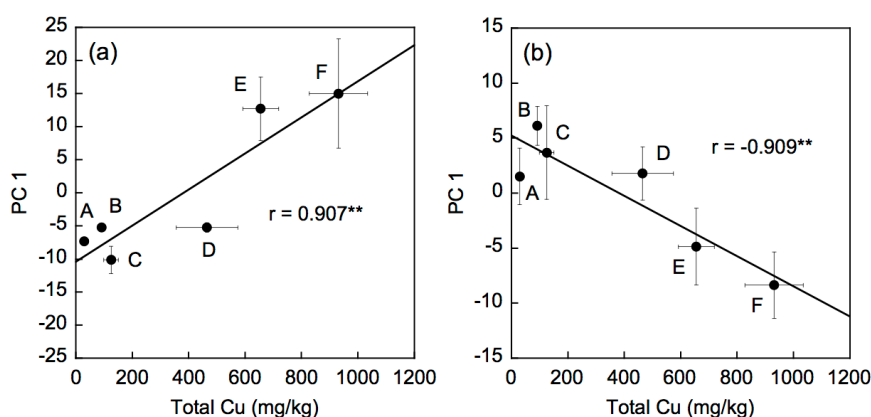 (a)
PC 1
25
20
15
10
5
0
-5
-10
-15
-20
-25
A
B
C
D
E
F
r = 0.907**
0
200
400
600
800
1000
1200
Total Cu (mg/kg)
(b)
PC 1
15
10
5
0
-5
-10
-15
A
B
C
D
E
F
r = -0.909**
0
200
400
600
800
1000
1200
Total Cu (mg/kg)